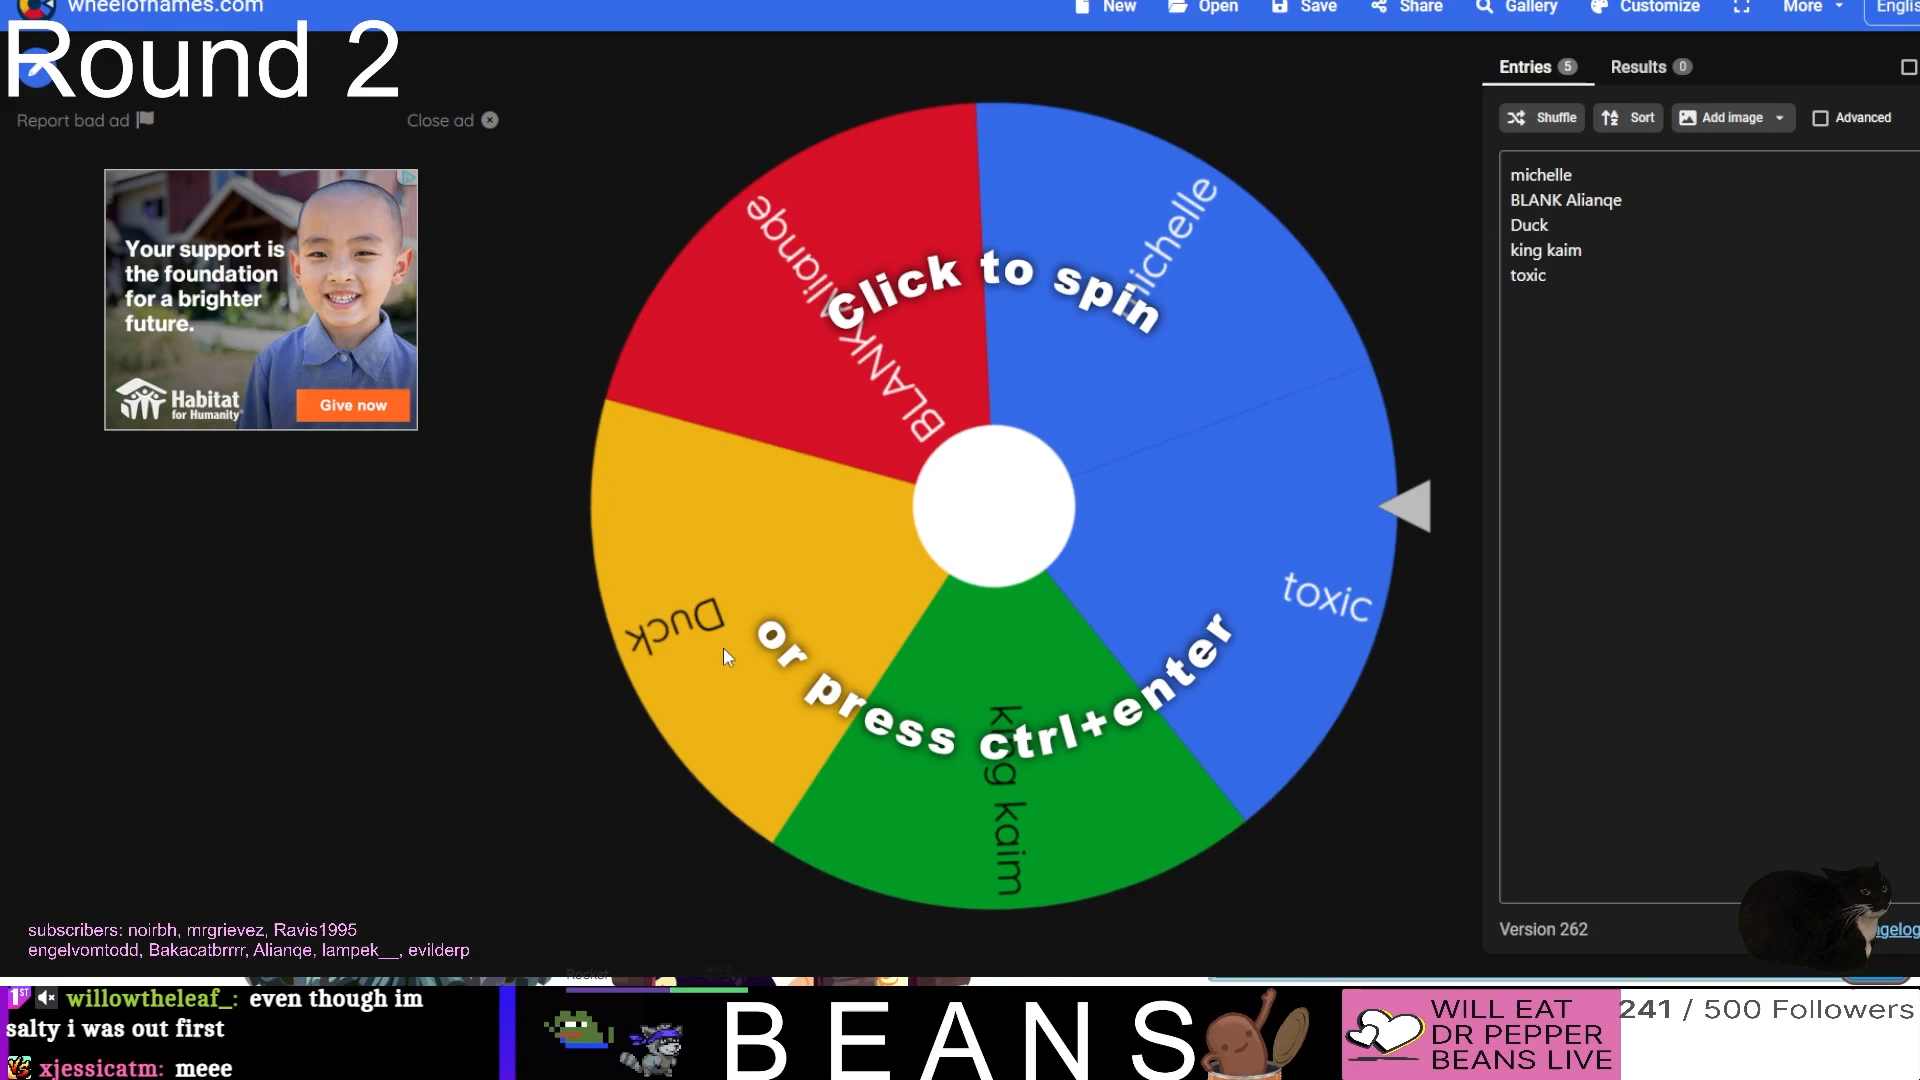 wheelofnames.com
New
Open
Save
Share
Gallery
Customize
More
Round 2
Entries 5
Results 0
Report bad ad
Close ad
Shuffle
Sort
Add image
Advanced
Your support is
the foundation
for a brighter
future.
Habitat
for Humanity
Give now
michelle
BLANK Alianqe
Duck
king kaim
toxic
BLANK Alianqe
michelle
toxic
king kaim
Duck
Click to spin
or press ctrl+enter
Version 262
subscribers: noirbh, mrgrievez, Ravis1995
engelvomtodd, Bakacatbrrrr, Alianqe, lampek__, evilderp
Rocket
1ST willowtheleaf_: even though im
salty i was out first
xjessicatm: meee
BEANS
WILL EAT
DR PEPPER
BEANS LIVE
241 / 500 Followers